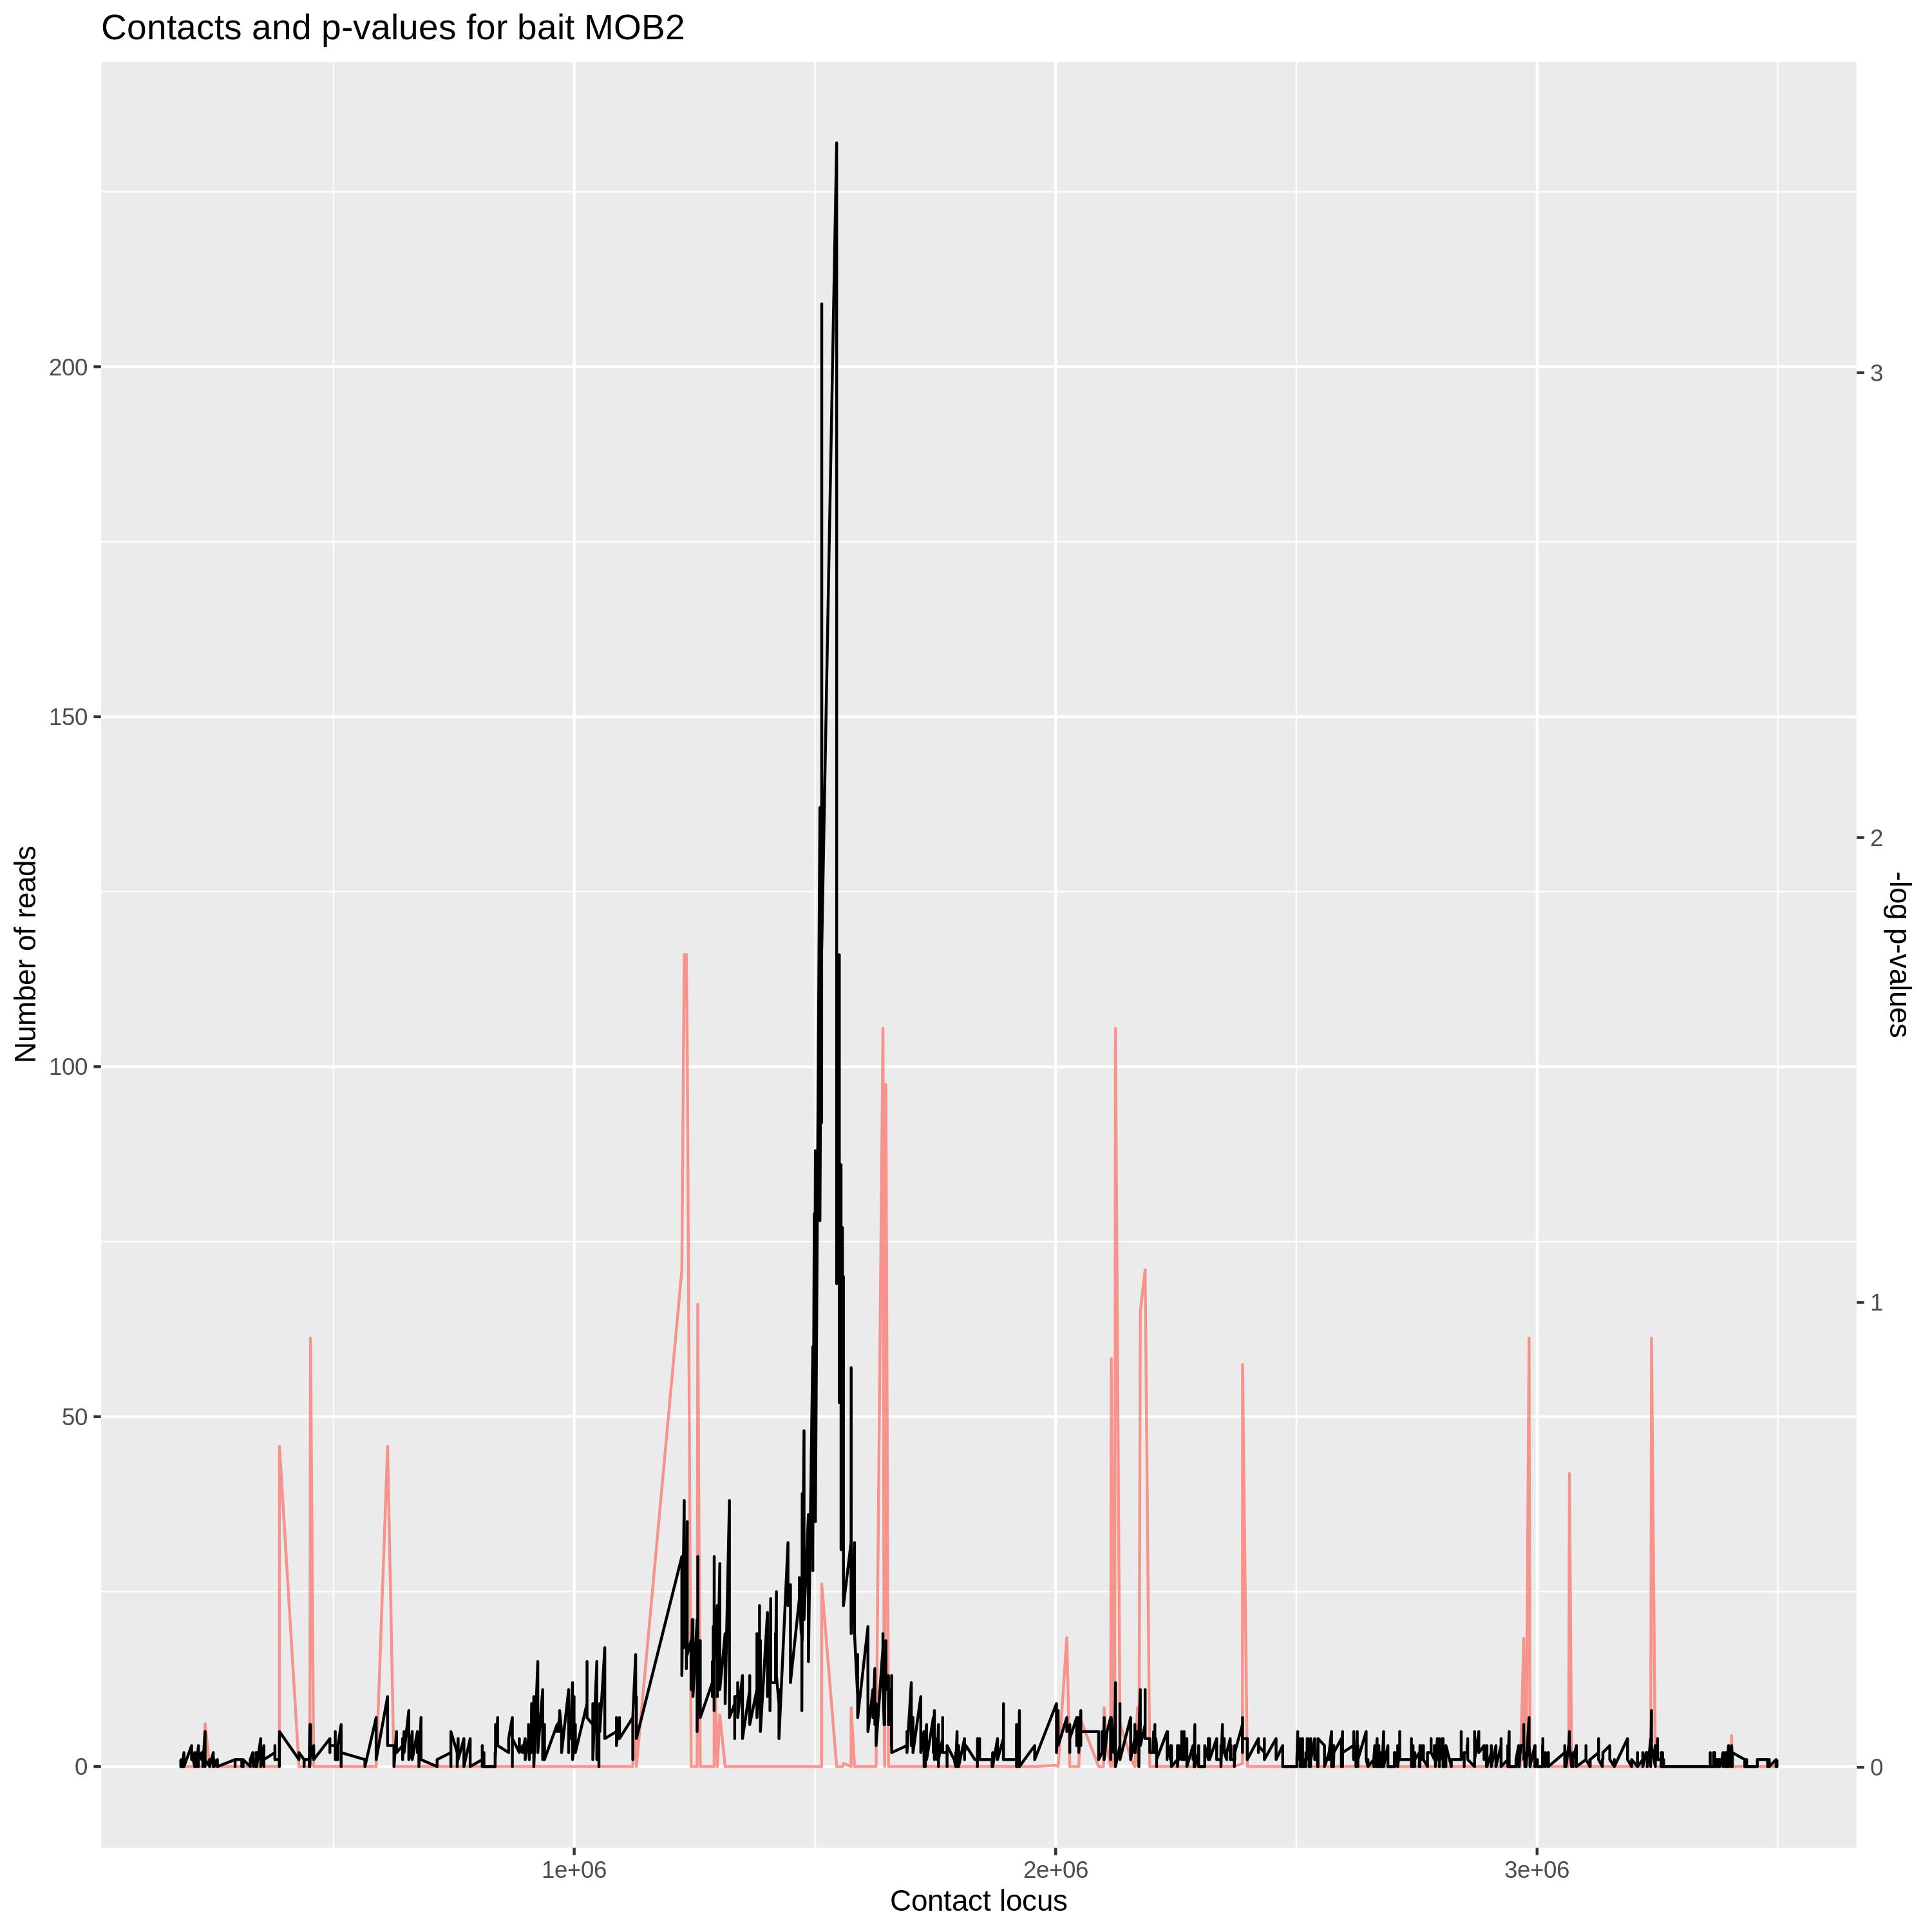 Contacts and p-values for bait MOB2
Number of reads
200
150
100
50
0
3
2
1
0
-log p-values
1e+06
2e+06
3e+06
Contact locus